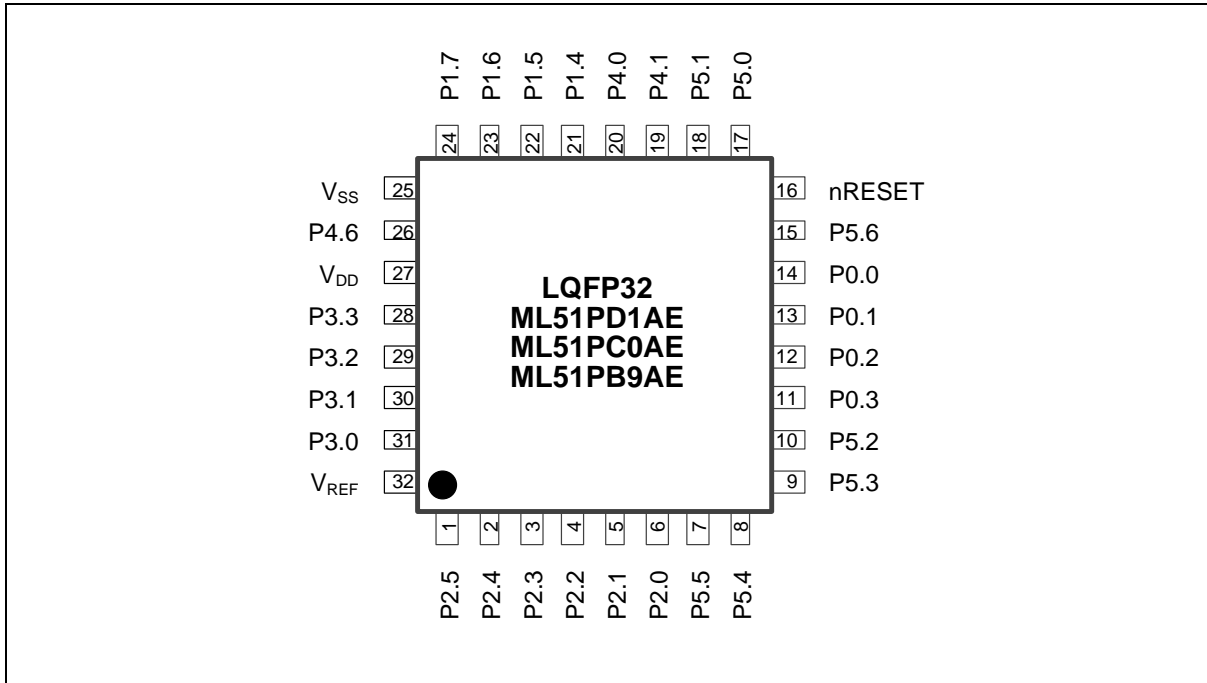 P1.7 P1.6 P1.5 P1.4 P4.0 P4.1 P5.1 P5.0
24 23 22 21 20 19 18 17
V_SS 25 16 nRESET
P4.6 26 15 P5.6
V_DD 27 14 P0.0
P3.3 28 13 P0.1
P3.2 29 12 P0.2
P3.1 30 11 P0.3
P3.0 31 10 P5.2
V_REF 32 9 P5.3
LQFP32
ML51PD1AE
ML51PC0AE
ML51PB9AE
1 2 3 4 5 6 7 8
P2.5 P2.4 P2.3 P2.2 P2.1 P2.0 P5.5 P5.4